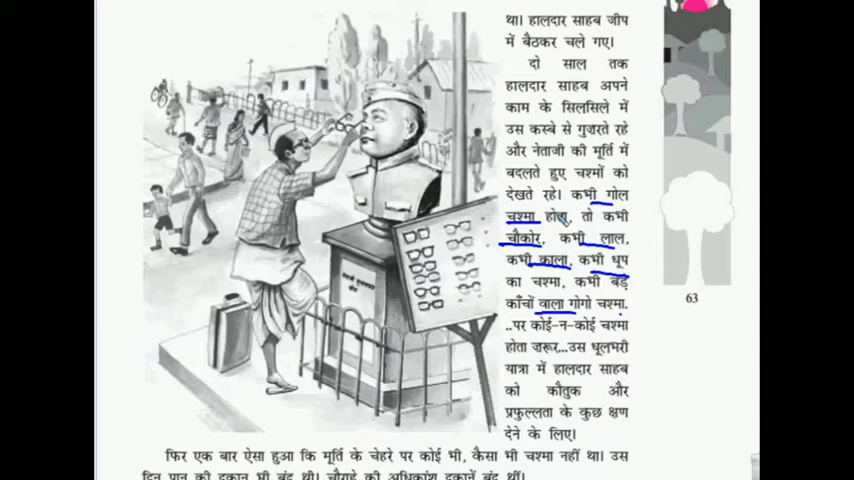 था। हालदार साहब जीप
में बैठकर चले गए।
दो साल तक
हालदार साहब अपने
काम के सिलसिले में
उस कस्बे से गुज़रते रहे
और नेताजी की मूर्ति में
बदलते हुए चश्मों को
देखते रहे। कभी गोल
चश्मा होता, तो कभी
चौकोर, कभी लाल,
कभी काला, कभी धूप
का चश्मा, कभी बड़े
काँचों वाला गोगो चश्मा.
..पर कोई-न-कोई चश्मा
होता ज़रूर...उस धूलभरी
यात्रा में हालदार साहब
को कौतुक और
प्रफुल्लता के कुछ क्षण
देने के लिए।
63
फिर एक बार ऐसा हुआ कि मूर्ति के चेहरे पर कोई भी, कैसा भी चश्मा नहीं था। उस
दिन पान की दुकान भी बंद थी। चौराहे की अधिकांश दुकानें बंद थीं।